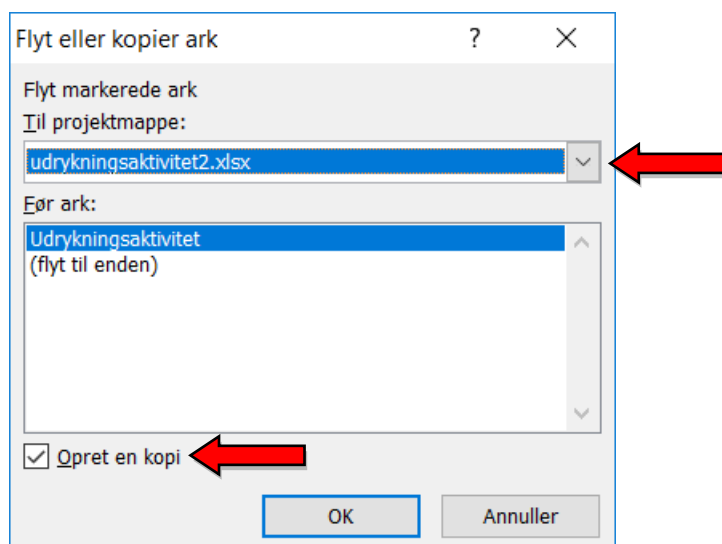 Flyt eller kopier ark ?
Flyt markerede ark
Til projektmappe:
udrykningsaktivitet2.xlsx
Før ark:
Udrykningsaktivitet
(flyt til enden)
Opret en kopi
OK Annuller